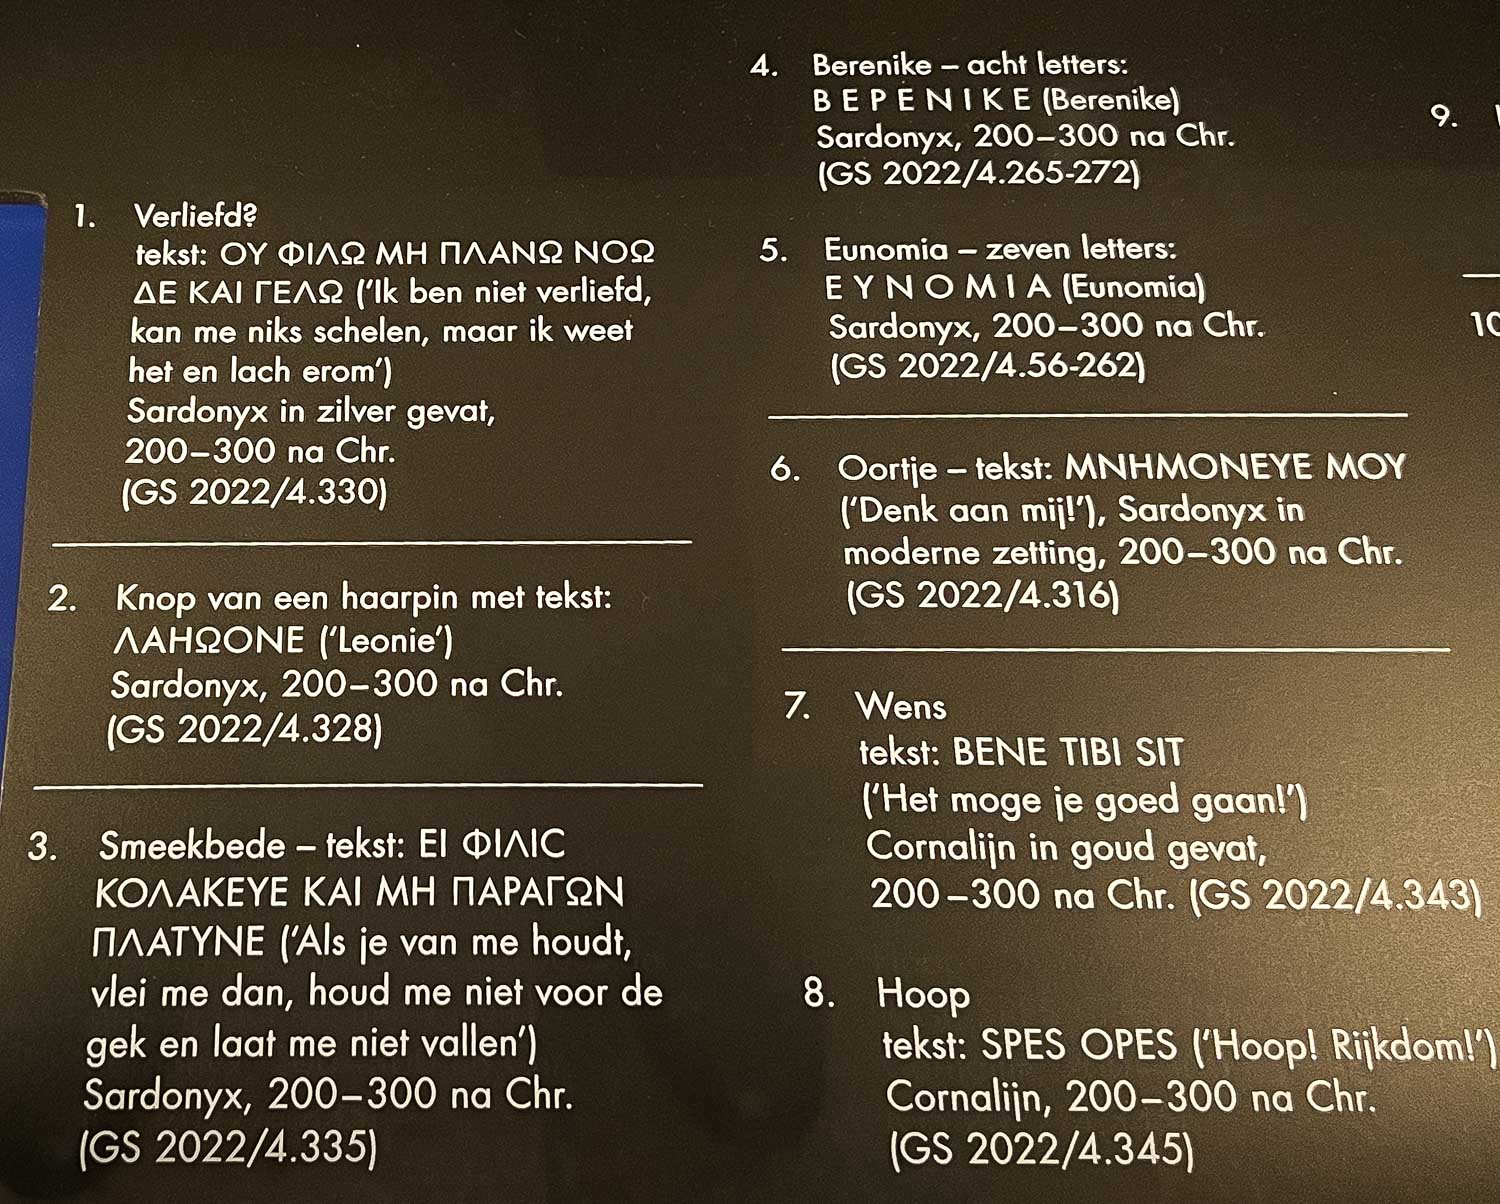 1. Verliefd?
tekst: ΟΥ ΦΙΛΩ ΜΗ ΠΛΑΝΩ ΝΟΩ
ΔΕ ΚΑΙ ΓΕΛΩ (‘Ik ben niet verliefd,
kan me niks schelen, maar ik weet
het en lach erom’)
Sardonyx in zilver gevat,
200–300 na Chr.
(GS 2022/4.330)
2. Knop van een haarpin met tekst:
ΛΑΗΩΟΝΕ (‘Leonie’)
Sardonyx, 200–300 na Chr.
(GS 2022/4.328)
3. Smeekbede – tekst: ΕΙ ΦΙΛΙC
ΚΟΛΑΚΕΥΕ ΚΑΙ ΜΗ ΠΑΡΑΓΩΝ
ΠΛΑΤΥΝΕ (‘Als je van me houdt,
vlei me dan, houd me niet voor de
gek en laat me niet vallen’)
Sardonyx, 200–300 na Chr.
(GS 2022/4.335)
4. Berenike – acht letters:
Β Ε Ρ Ε Ν Ι Κ Ε (Berenike)
Sardonyx, 200–300 na Chr.
(GS 2022/4.265-272)
5. Eunomia – zeven letters:
Ε Υ Ν Ο Μ Ι Α (Eunomia)
Sardonyx, 200–300 na Chr.
(GS 2022/4.56-262)
6. Oortje – tekst: ΜΝΗΜΟΝΕΥΕ ΜΟΥ
(‘Denk aan mij!’), Sardonyx in
moderne zetting, 200–300 na Chr.
(GS 2022/4.316)
7. Wens
tekst: BENE TIBI SIT
(‘Het moge je goed gaan!’)
Cornalijn in goud gevat,
200–300 na Chr. (GS 2022/4.343)
8. Hoop
tekst: SPES OPES (‘Hoop! Rijkdom!’)
Cornalijn, 200–300 na Chr.
(GS 2022/4.345)
9.
10